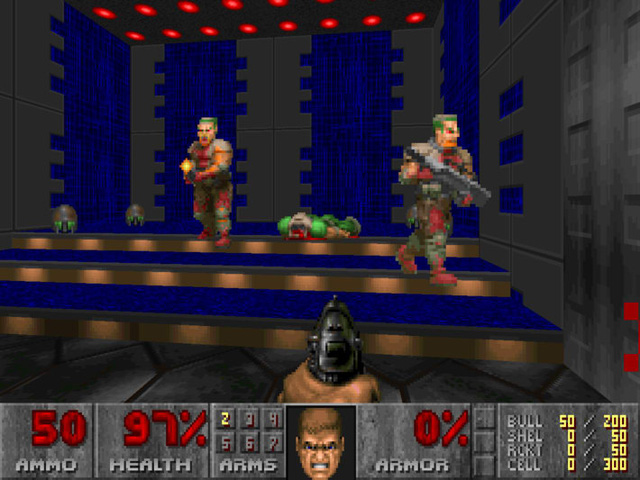 50 97% 2 3 4 0% BULL 50 / 200
5 6 7 SHEL 0 / 50
RCKT 0 / 50
AMMO HEALTH ARMS ARMOR CELL 0 / 300